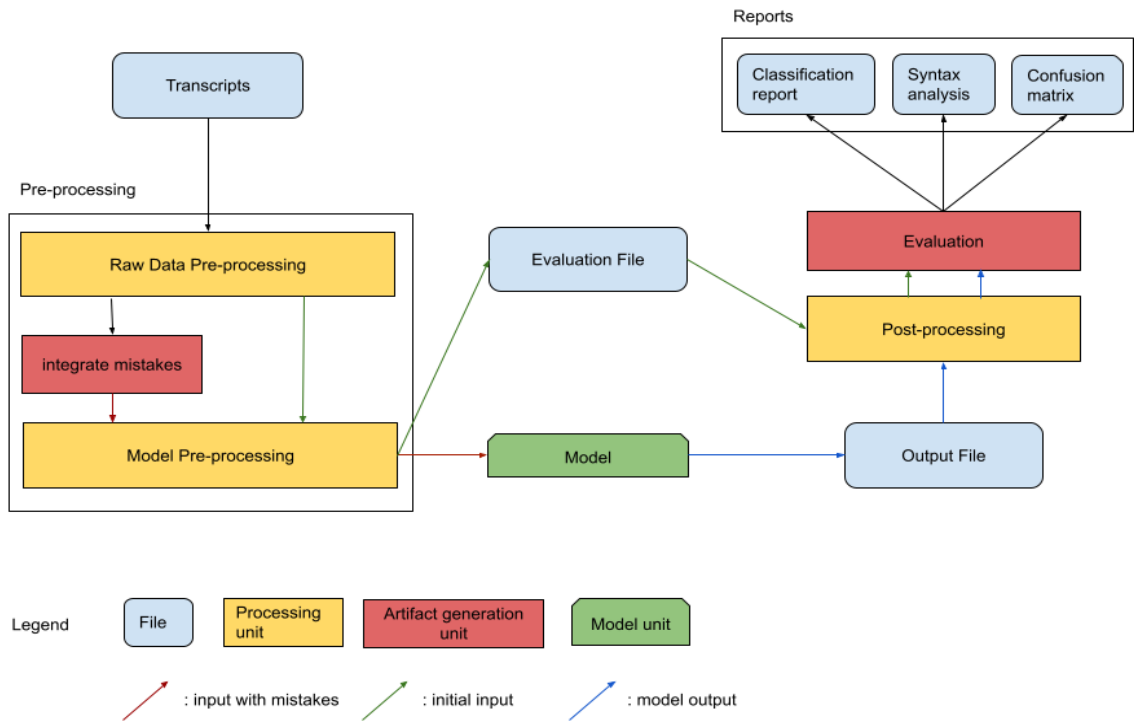 Reports
Classification
report
Syntax
analysis
Confusion
matrix
Transcripts
Pre-processing
Raw Data Pre-processing
integrate mistakes
Model Pre-processing
Evaluation File
Model
Evaluation
Post-processing
Output File
Legend
File
Processing
unit
Artifact generation
unit
Model unit
: input with mistakes
: initial input
: model output